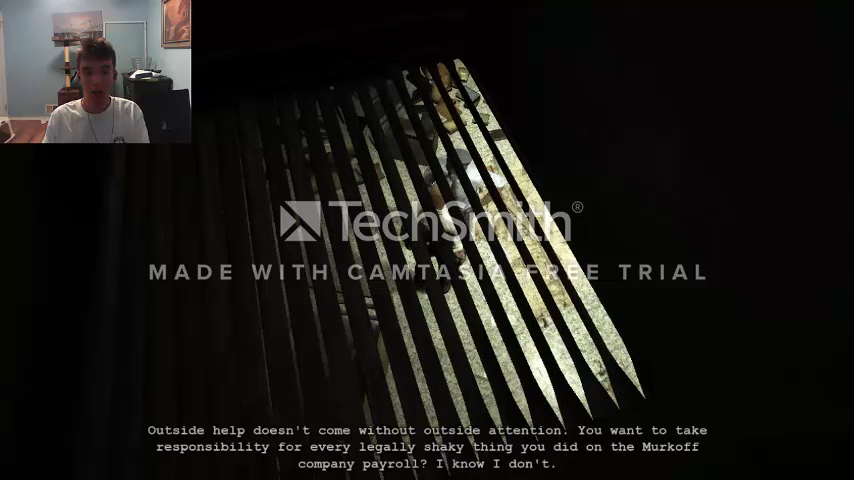 TechSmith®
MADE WITH CAMTASIA FREE TRIAL
Outside help doesn't come without outside attention. You want to take
responsibility for every legally shaky thing you did on the Murkoff
company payroll? I know I don't.